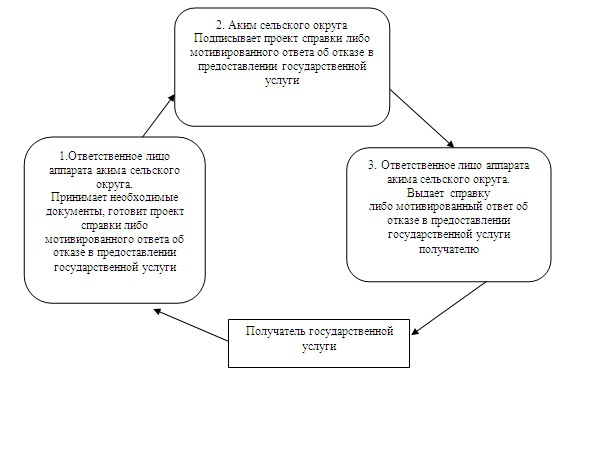 2. Аким сельского округа
Подписывает проект справки либо
мотивированного ответа об отказе в
предоставлении государственной
услуги
1.Ответственное лицо
аппарата акима сельского
округа.
Принимает необходимые
документы, готовит проект
справки либо
мотивированного ответа об
отказе в предоставлении
государственной услуги
3. Ответственное лицо аппарата
акима сельского округа.
Выдает справку
либо мотивированный ответ об
отказе в предоставлении
государственной услуги
получателю
Получатель государственной
услуги